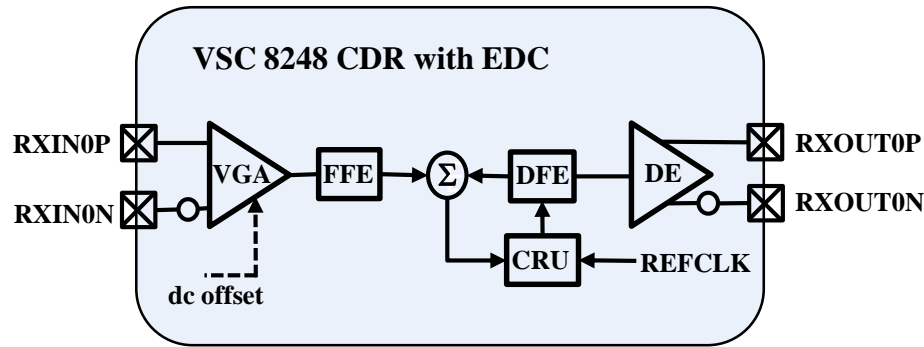 VSC 8248 CDR with EDC
RXIN0P
RXIN0N
VGA
FFE
Σ
DFE
DE
RXOUT0P
RXOUT0N
CRU
REFCLK
dc offset